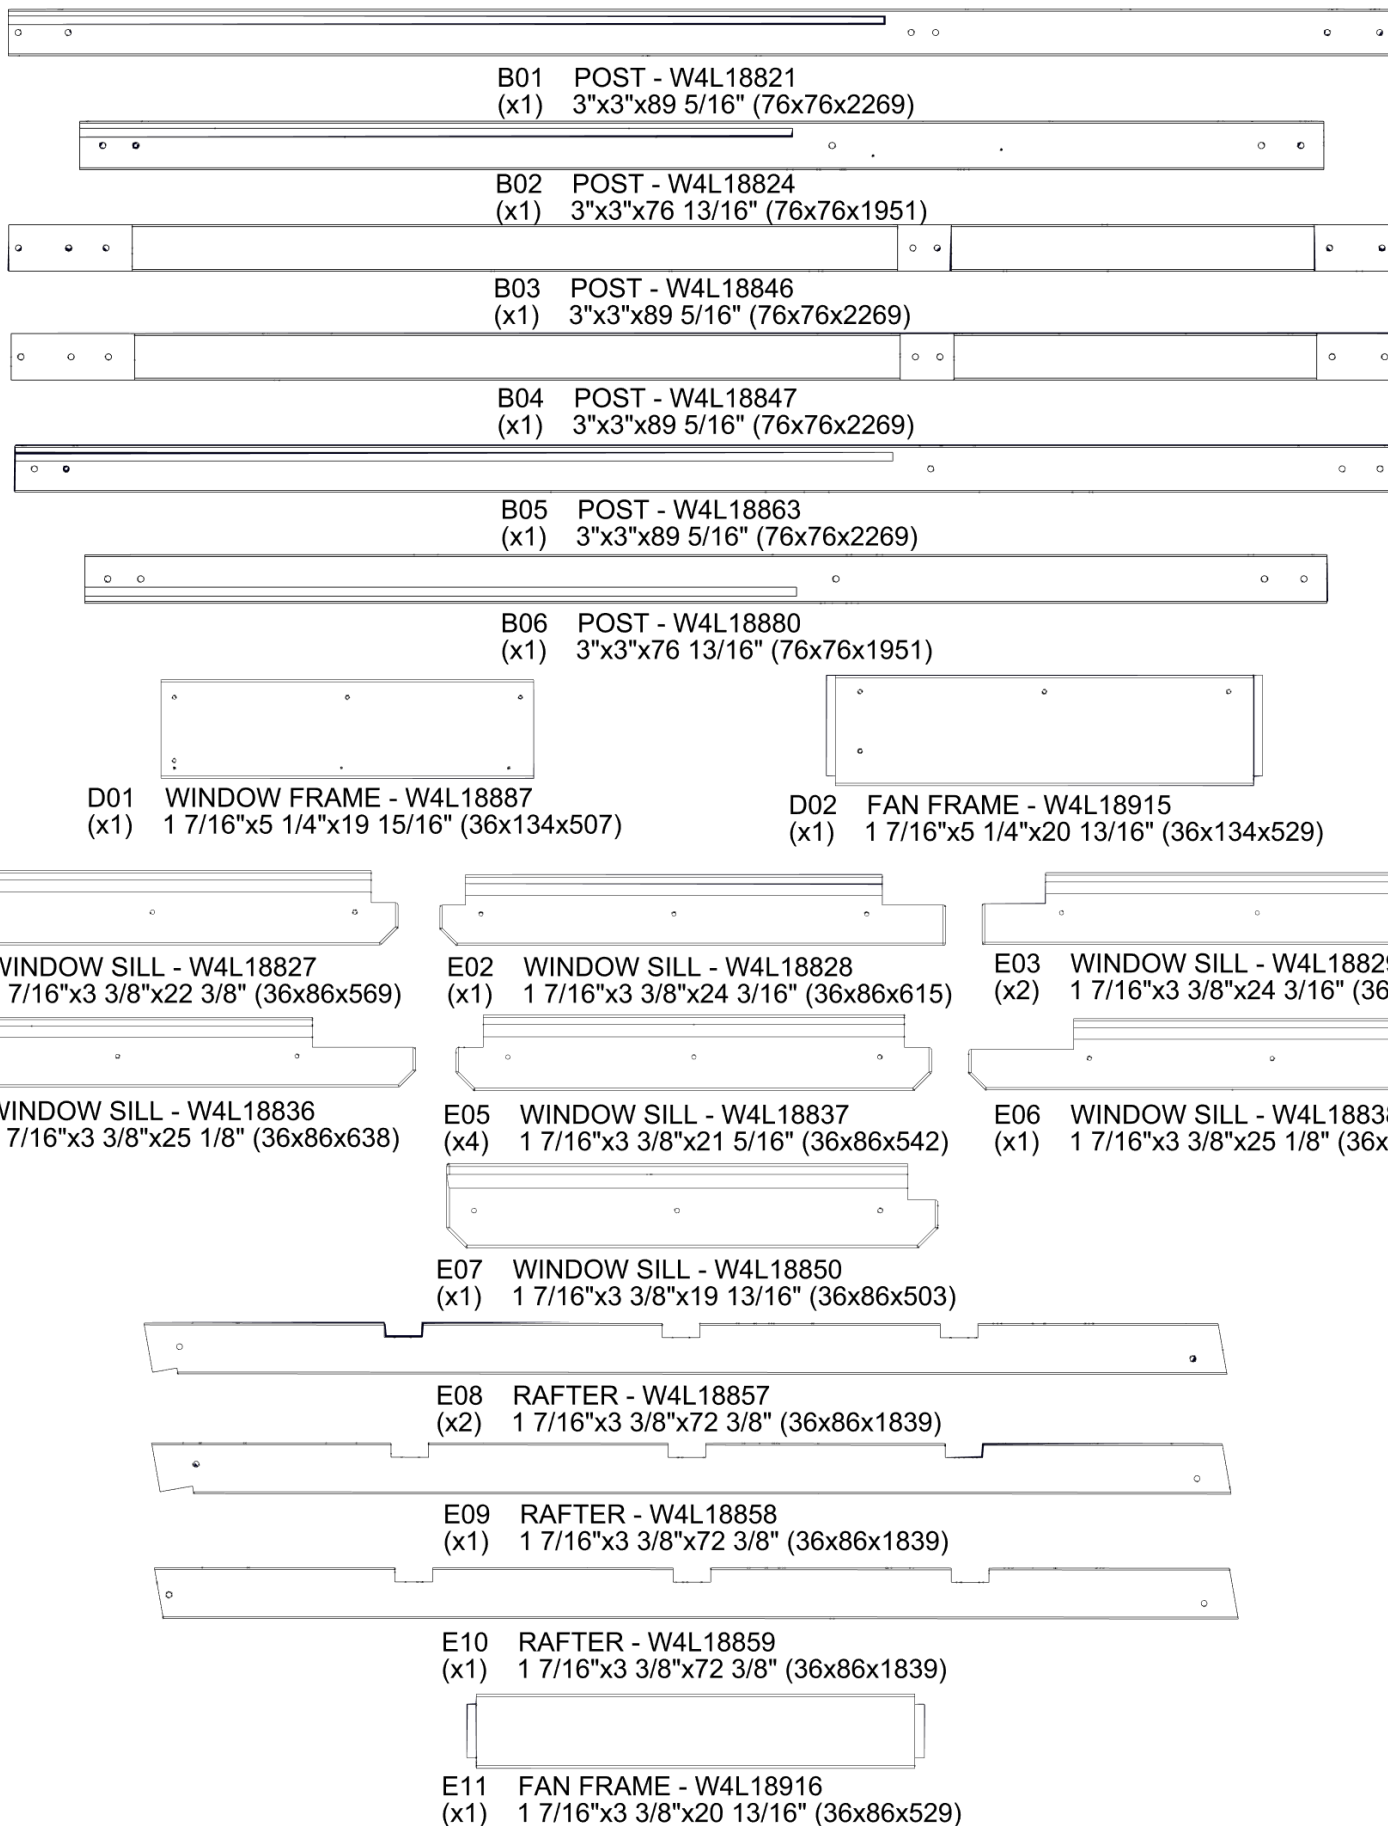 B01 POST - W4L18821
(x1) 3"x3"x89 5/16" (76x76x2269)
B02 POST - W4L18824
(x1) 3"x3"x76 13/16" (76x76x1951)
B03 POST - W4L18846
(x1) 3"x3"x89 5/16" (76x76x2269)
B04 POST - W4L18847
(x1) 3"x3"x89 5/16" (76x76x2269)
B05 POST - W4L18863
(x1) 3"x3"x89 5/16" (76x76x2269)
B06 POST - W4L18880
(x1) 3"x3"x76 13/16" (76x76x1951)
D01 WINDOW FRAME - W4L18887
(x1) 1 7/16"x5 1/4"x19 15/16" (36x134x507)
D02 FAN FRAME - W4L18915
(x1) 1 7/16"x5 1/4"x20 13/16" (36x134x529)
WINDOW SILL - W4L18827
7/16"x3 3/8"x22 3/8" (36x86x569)
E02 WINDOW SILL - W4L18828
(x1) 1 7/16"x3 3/8"x24 3/16" (36x86x615)
E03 WINDOW SILL - W4L18829
(x2) 1 7/16"x3 3/8"x24 3/16" (36
WINDOW SILL - W4L18836
7/16"x3 3/8"x25 1/8" (36x86x638)
E05 WINDOW SILL - W4L18837
(x4) 1 7/16"x3 3/8"x21 5/16" (36x86x542)
E06 WINDOW SILL - W4L18838
(x1) 1 7/16"x3 3/8"x25 1/8" (36x
E07 WINDOW SILL - W4L18850
(x1) 1 7/16"x3 3/8"x19 13/16" (36x86x503)
E08 RAFTER - W4L18857
(x2) 1 7/16"x3 3/8"x72 3/8" (36x86x1839)
E09 RAFTER - W4L18858
(x1) 1 7/16"x3 3/8"x72 3/8" (36x86x1839)
E10 RAFTER - W4L18859
(x1) 1 7/16"x3 3/8"x72 3/8" (36x86x1839)
E11 FAN FRAME - W4L18916
(x1) 1 7/16"x3 3/8"x20 13/16" (36x86x529)